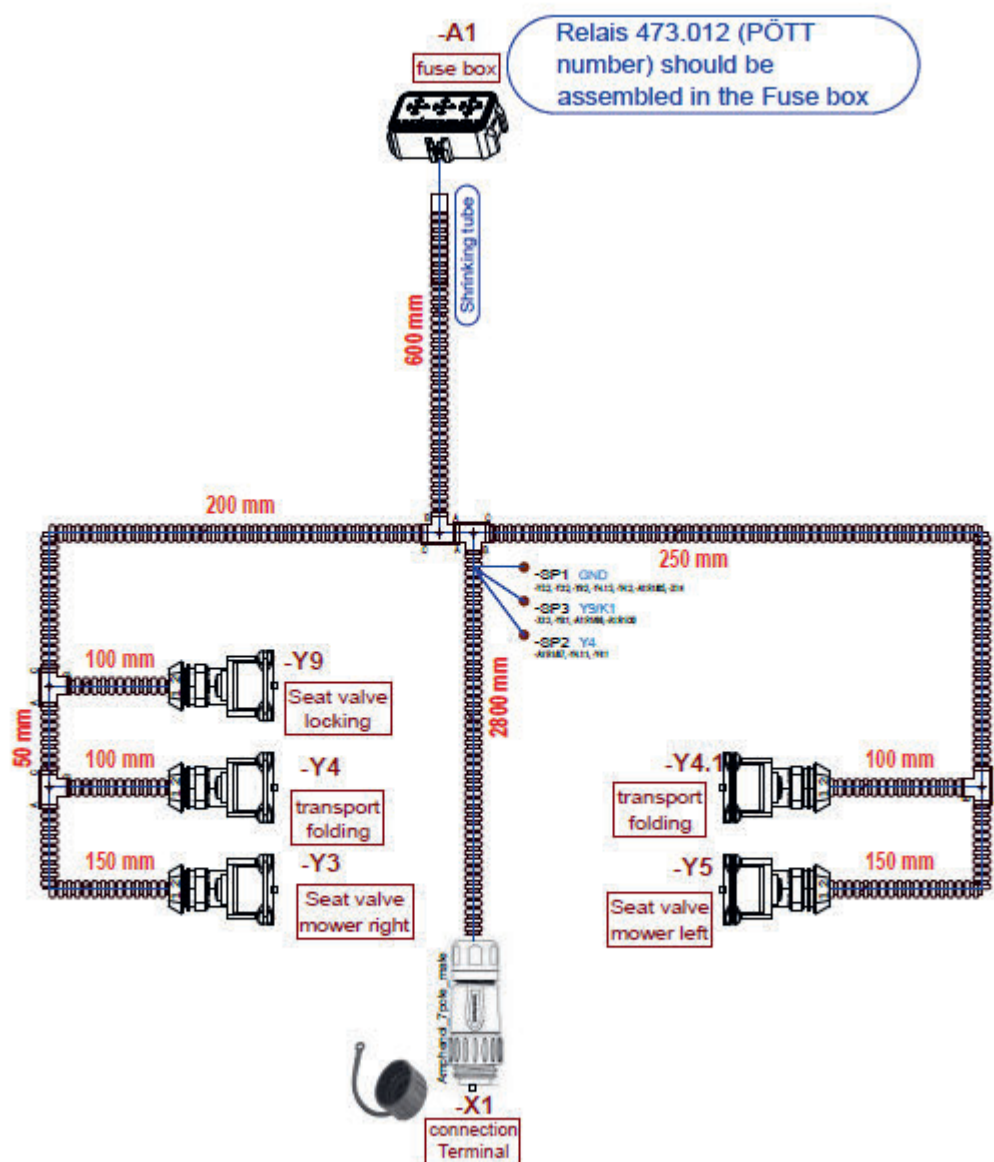 -A1
fuse box
Relais 473.012 (PÖTT
number) should be
assembled in the Fuse box
Shrinking tube
600 mm
200 mm
250 mm
-SP1 GND
-SP3 Y9/K1
-SP2 Y4
2800 mm
100 mm
-Y9
Seat valve
locking
50 mm
100 mm
-Y4
transport
folding
150 mm
-Y3
Seat valve
mower right
-Y4.1
transport
folding
100 mm
-Y5
Seat valve
mower left
150 mm
Amphenol_7pole_male
-X1
connection
Terminal